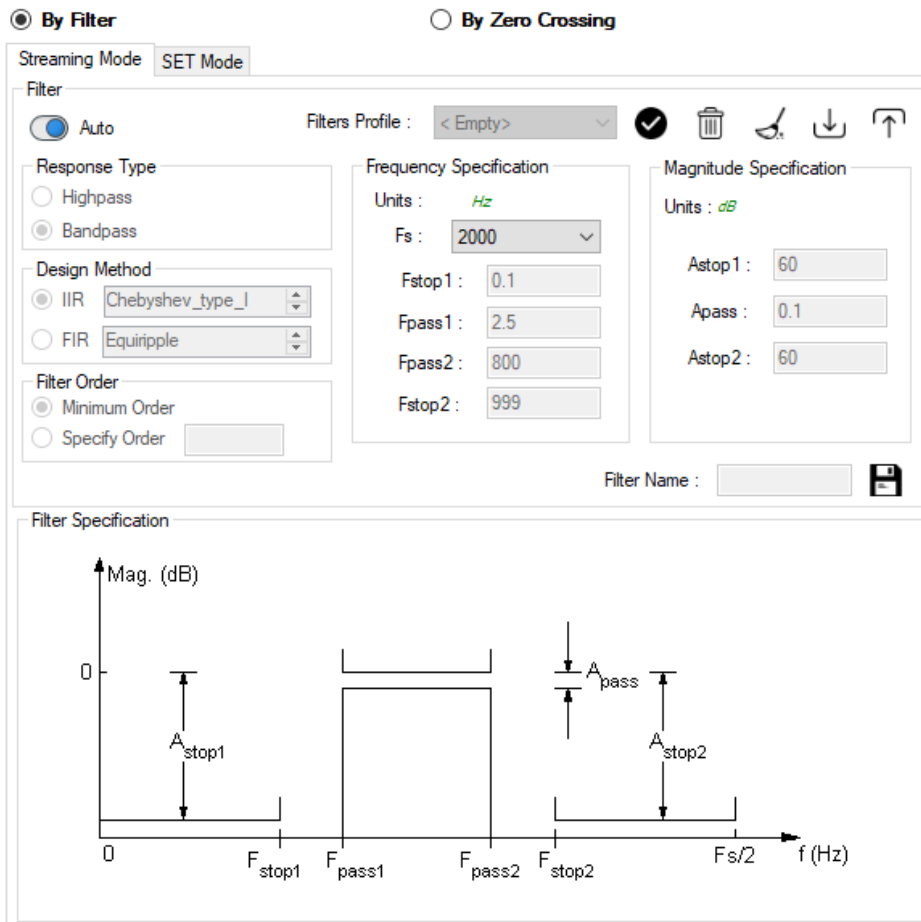 By Filter
By Zero Crossing
Streaming Mode
SET Mode
Filter
Auto
Filters Profile :
< Empty>
Response Type
Highpass
Bandpass
Design Method
IIR
Chebyshev_type_I
FIR
Equiripple
Filter Order
Minimum Order
Specify Order
Frequency Specification
Units :
Hz
Fs :
2000
Fstop1 :
0.1
Fpass1 :
2.5
Fpass2 :
800
Fstop2 :
999
Magnitude Specification
Units : dB
Astop1 :
60
Apass :
0.1
Astop2 :
60
Filter Name :
Filter Specification
Mag. (dB)
0
Apass
Astop1
Astop2
0
Fstop1
Fpass1
Fpass2
Fstop2
Fs/2
f (Hz)